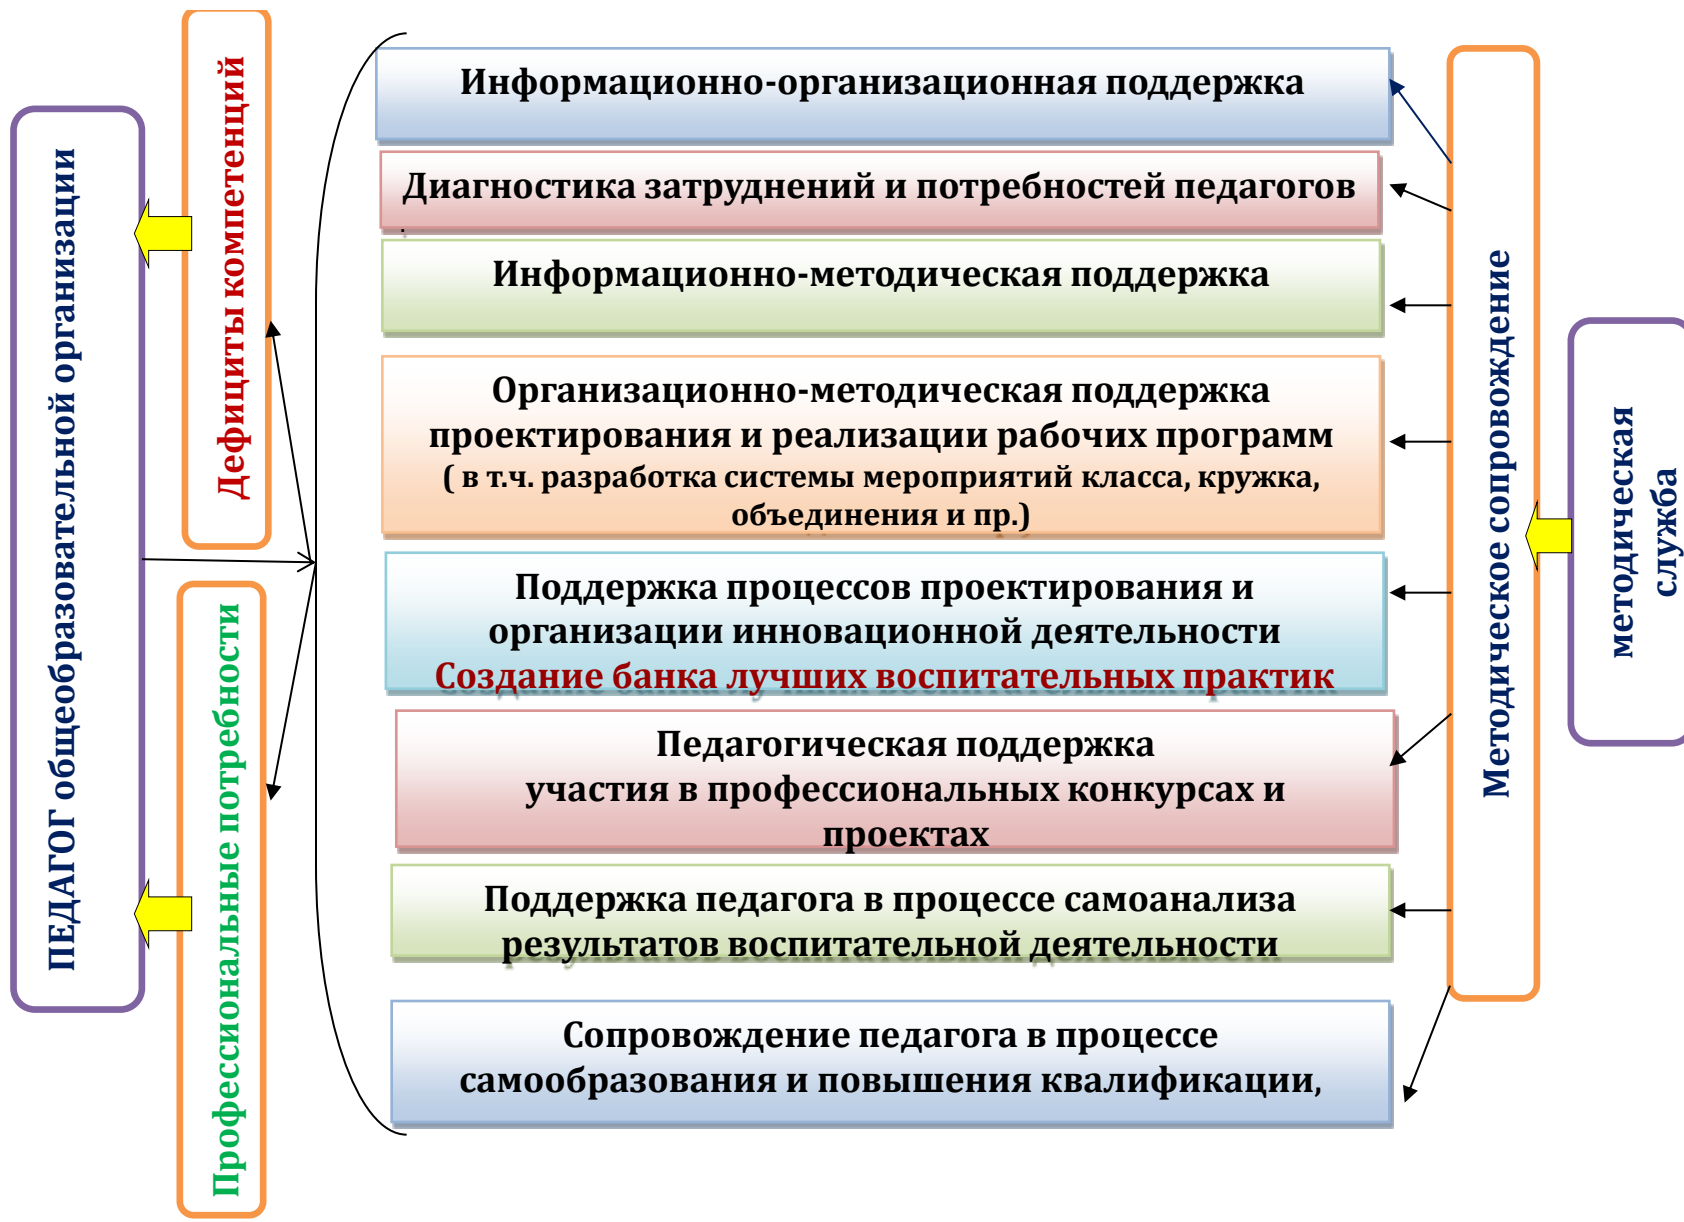 ПЕДАГОГ общеобразовательной организации
Дефициты компетенций
Профессиональные потребности
Информационно-организационная поддержка
Диагностика затруднений и потребностей педагогов
.
Информационно-методическая поддержка
Организационно-методическая поддержка
проектирования и реализации рабочих программ
( в т.ч. разработка системы мероприятий класса, кружка,
объединения и пр.)
Поддержка процессов проектирования и
организации инновационной деятельности
Создание банка лучших воспитательных практик
Педагогическая поддержка
участия в профессиональных конкурсах и
проектах
Поддержка педагога в процессе самоанализа
результатов воспитательной деятельности
Сопровождение педагога в процессе
самообразования и повышения квалификации,
Методическое сопровождение
методическая
служба